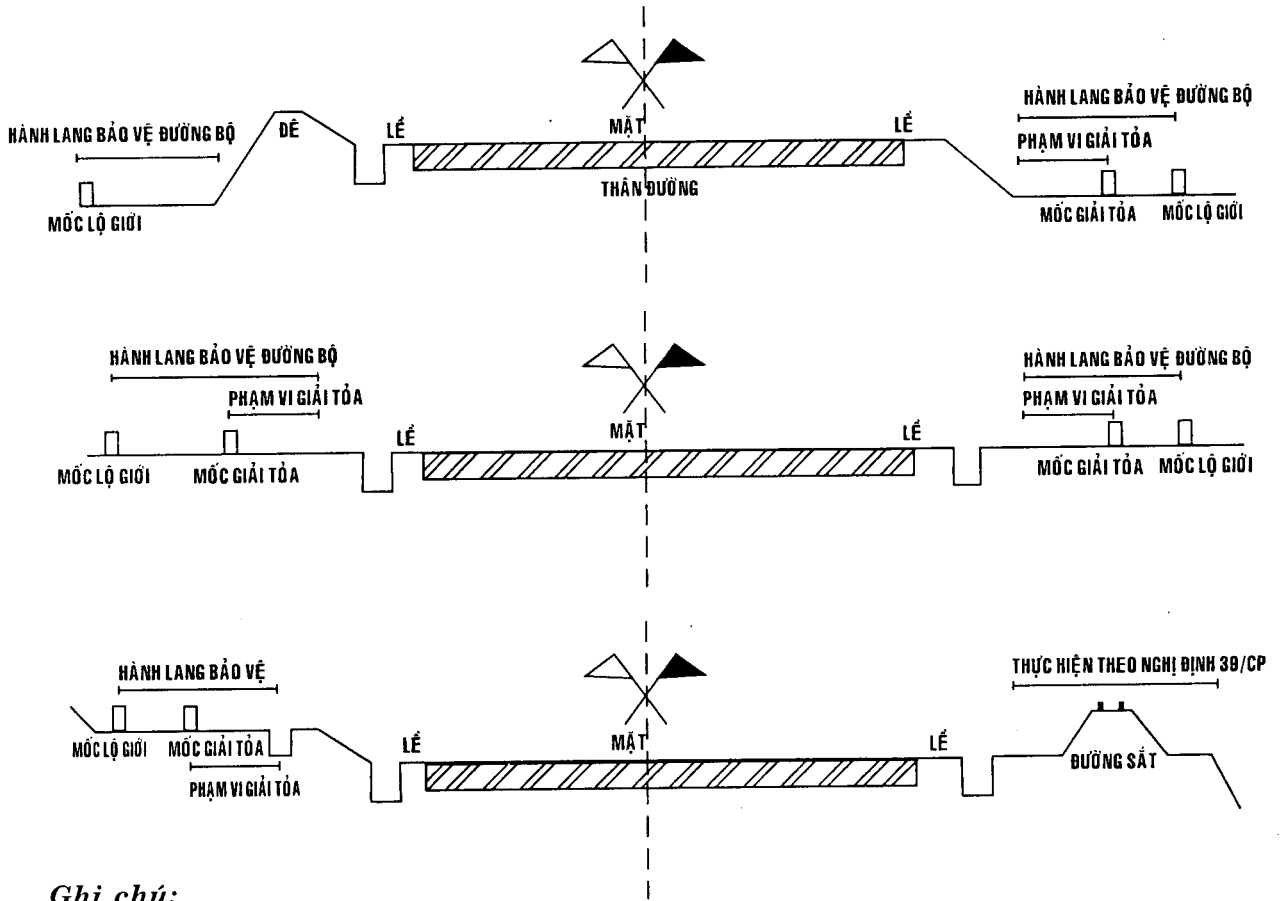 HÀNH LANG BẢO VỆ ĐƯỜNG BỘ
ĐÊ
LỀ
MẶT
LỀ
HÀNH LANG BẢO VỆ ĐƯỜNG BỘ
PHẠM VI GIẢI TỎA
THÂN ĐƯỜNG
MỐC LỘ GIỚI
MỐC GIẢI TỎA
MỐC LỘ GIỚI
HÀNH LANG BẢO VỆ ĐƯỜNG BỘ
PHẠM VI GIẢI TỎA
LỀ
MẶT
LỀ
HÀNH LANG BẢO VỆ ĐƯỜNG BỘ
PHẠM VI GIẢI TỎA
MỐC LỘ GIỚI
MỐC GIẢI TỎA
MỐC GIẢI TỎA
MỐC LỘ GIỚI
HÀNH LANG BẢO VỆ
THỰC HIỆN THEO NGHỊ ĐỊNH 39/CP
MỐC LỘ GIỚI
MỐC GIẢI TỎA
LỀ
MẶT
LỀ
ĐƯỜNG SẮT
PHẠM VI GIẢI TỎA
Ghi chú: